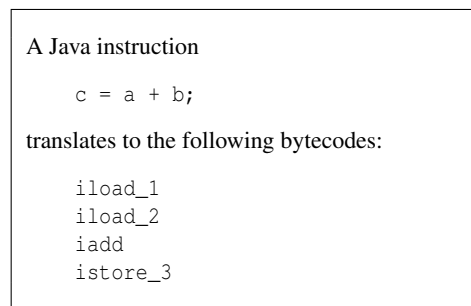 A Java instruction
c = a + b;
translates to the following bytecodes:
iload_1
iload_2
iadd
istore_3